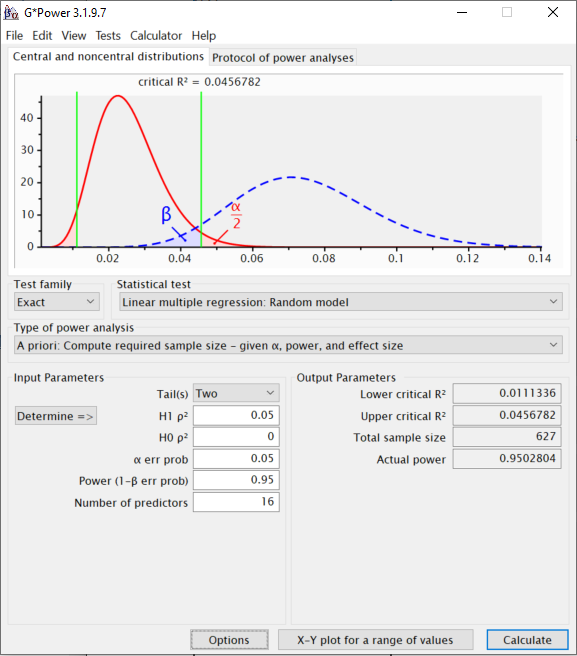 G*Power 3.1.9.7
File Edit View Tests Calculator Help
Central and noncentral distributions Protocol of power analyses
critical R² = 0.0456782
40
30
20
10
0
β
α
2
0.02 0.04 0.06 0.08 0.1 0.12 0.14
Test family Statistical test
Exact Linear multiple regression: Random model
Type of power analysis
A priori: Compute required sample size – given α, power, and effect size
Input Parameters
Tail(s) Two
Determine => H1 ρ² 0.05
H0 ρ² 0
α err prob 0.05
Power (1-β err prob) 0.95
Number of predictors 16
Output Parameters
Lower critical R² 0.0111336
Upper critical R² 0.0456782
Total sample size 627
Actual power 0.9502804
Options X-Y plot for a range of values Calculate